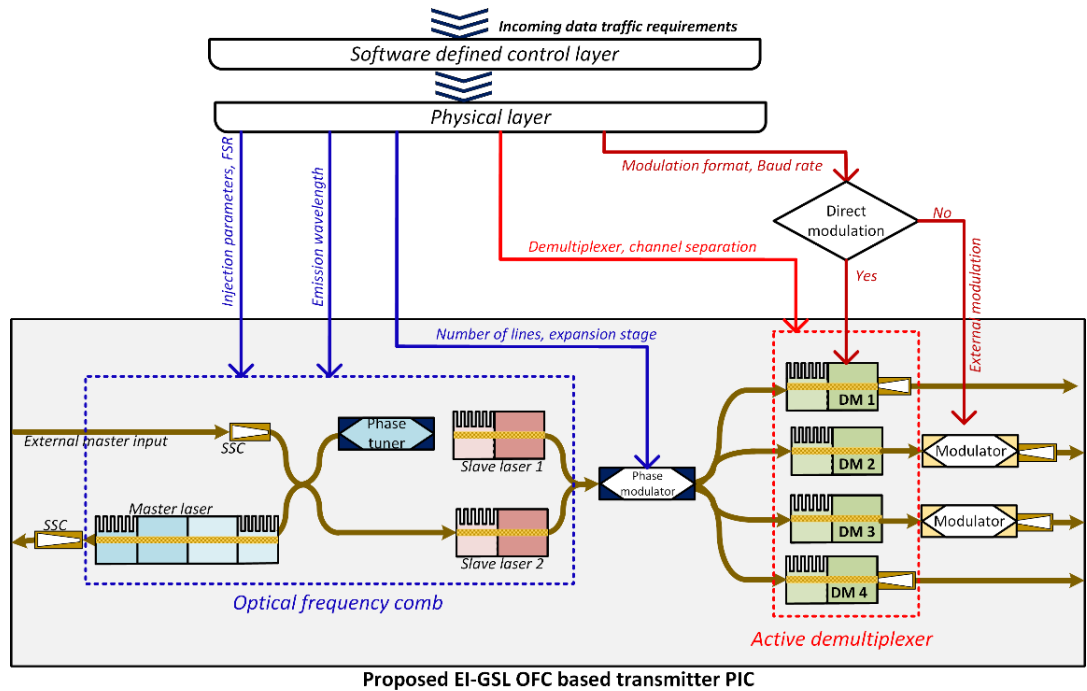 Incoming data traffic requirements
Software defined control layer
Physical layer
Injection parameters, FSR
Emission wavelength
Modulation format, Baud rate
Direct
modulation
No
Yes
Demultiplexer, channel separation
External modulation
Number of lines, expansion stage
External master input
SSC
Phase
tuner
Slave laser 1
Phase
modulator
Master laser
SSC
Slave laser 2
Optical frequency comb
DM 1
DM 2
Modulator
DM 3
Modulator
DM 4
Active demultiplexer
Proposed EI-GSL OFC based transmitter PIC